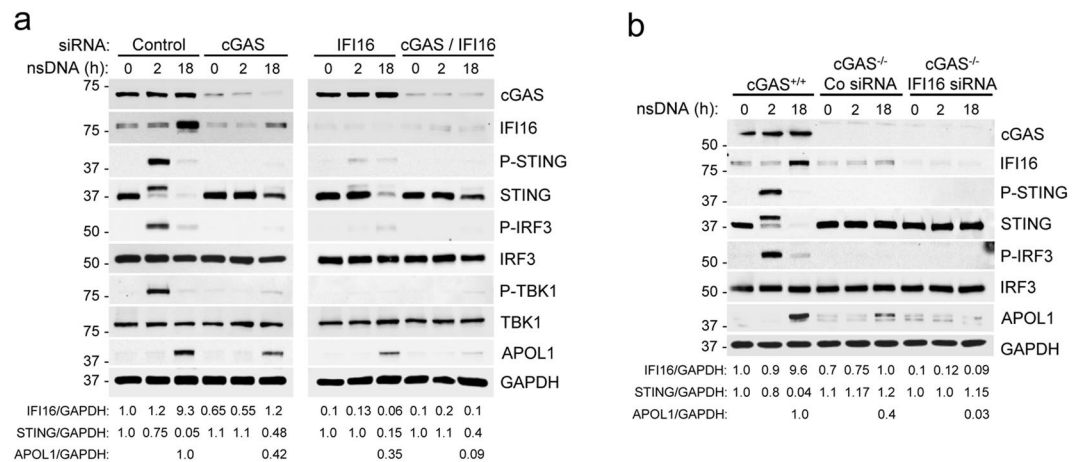 a
siRNA: Control cGAS IFI16 cGAS / IFI16
nsDNA (h): 0 2 18 0 2 18 0 2 18 0 2 18
75 - cGAS
75 - IFI16
37 - P-STING
37 - STING
50 - P-IRF3
50 - IRF3
75 - P-TBK1
75 - TBK1
37 - APOL1
37 - GAPDH
IFI16/GAPDH: 1.0 1.2 9.3 0.65 0.55 1.2 0.1 0.13 0.06 0.1 0.2 0.1
STING/GAPDH: 1.0 0.75 0.05 1.1 1.1 0.48 1.0 1.0 0.15 1.0 1.1 0.4
APOL1/GAPDH: 1.0 0.42 0.35 0.09
b
cGAS+/+ cGAS-/- Co siRNA cGAS-/- IFI16 siRNA
nsDNA (h): 0 2 18 0 2 18 0 2 18
50 - cGAS
75 - IFI16
37 - P-STING
37 - STING
50 - P-IRF3
50 - IRF3
37 - APOL1
37 - GAPDH
IFI16/GAPDH: 1.0 0.9 9.6 0.7 0.75 1.0 0.1 0.12 0.09
STING/GAPDH: 1.0 0.8 0.04 1.1 1.17 1.2 1.0 1.0 1.15
APOL1/GAPDH: 1.0 0.4 0.03